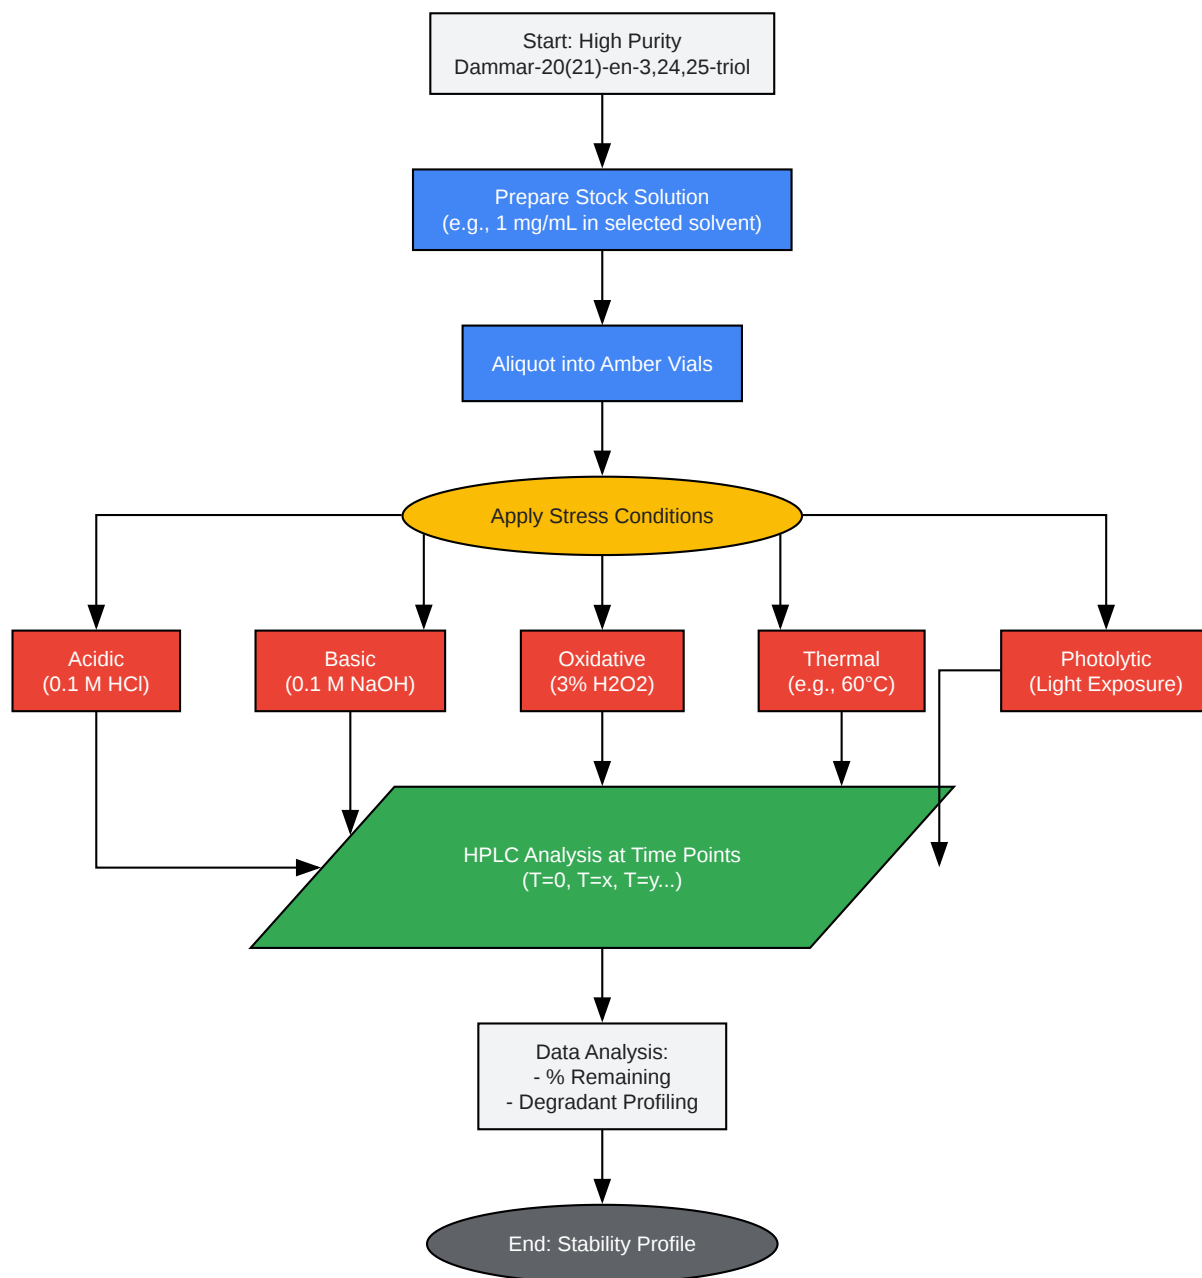 Start: High Purity
Dammar-20(21)-en-3,24,25-triol
Prepare Stock Solution
(e.g., 1 mg/mL in selected solvent)
Aliquot into Amber Vials
Apply Stress Conditions
Acidic
(0.1 M HCl)
Basic
(0.1 M NaOH)
Oxidative
(3% H2O2)
Thermal
(e.g., 60°C)
Photolytic
(Light Exposure)
HPLC Analysis at Time Points
(T=0, T=x, T=y...)
Data Analysis:
- % Remaining
- Degradant Profiling
End: Stability Profile